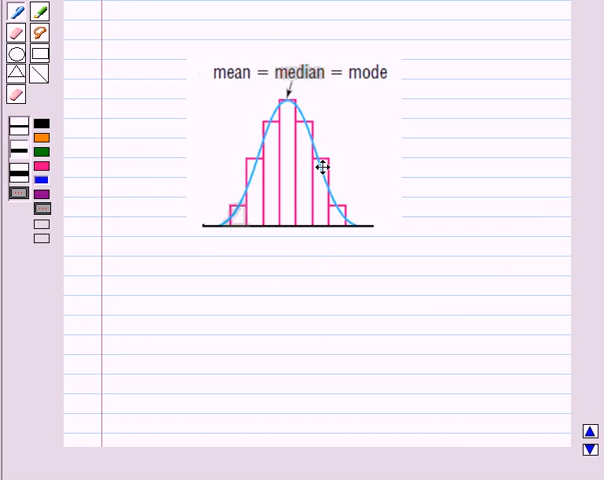 mean = median = mode